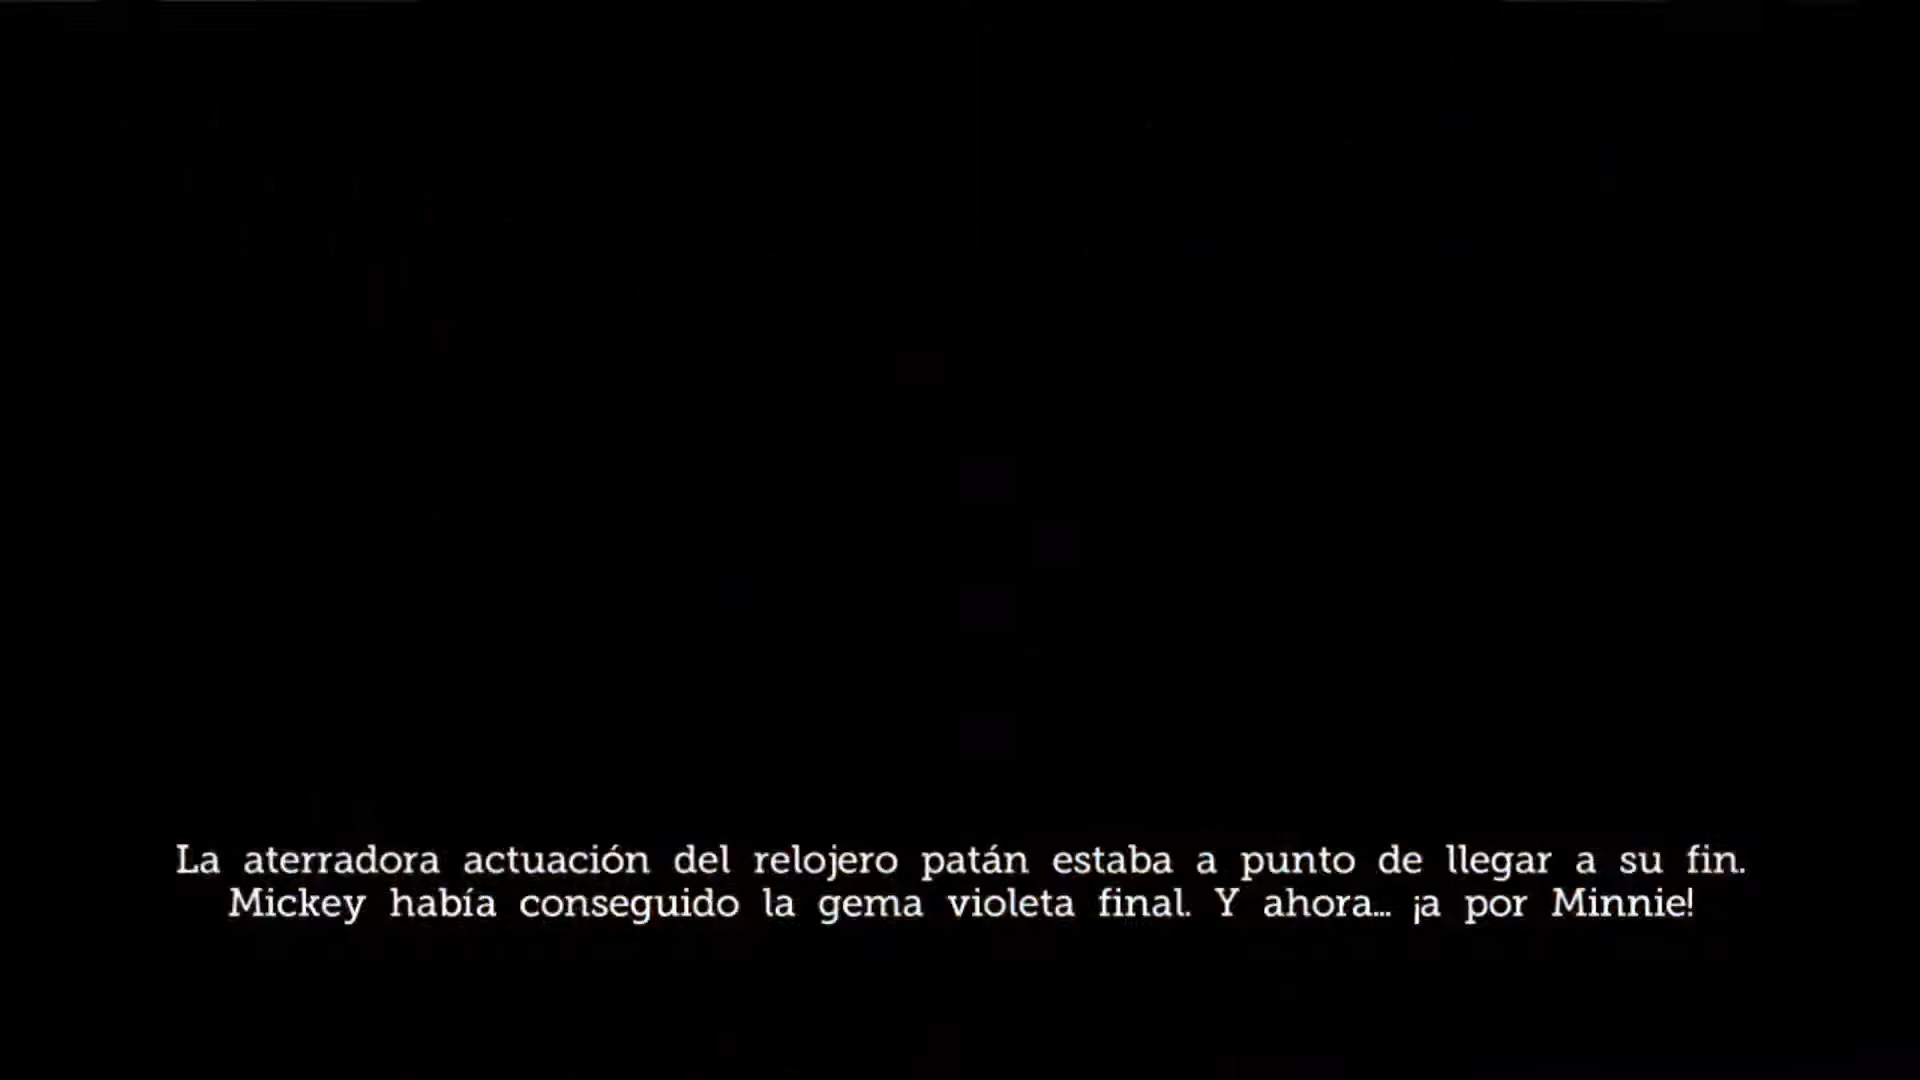 La aterradora actuación del relojero patán estaba a punto de llegar a su fin.
Mickey había conseguido la gema violeta final. Y ahora... ¡a por Minnie!